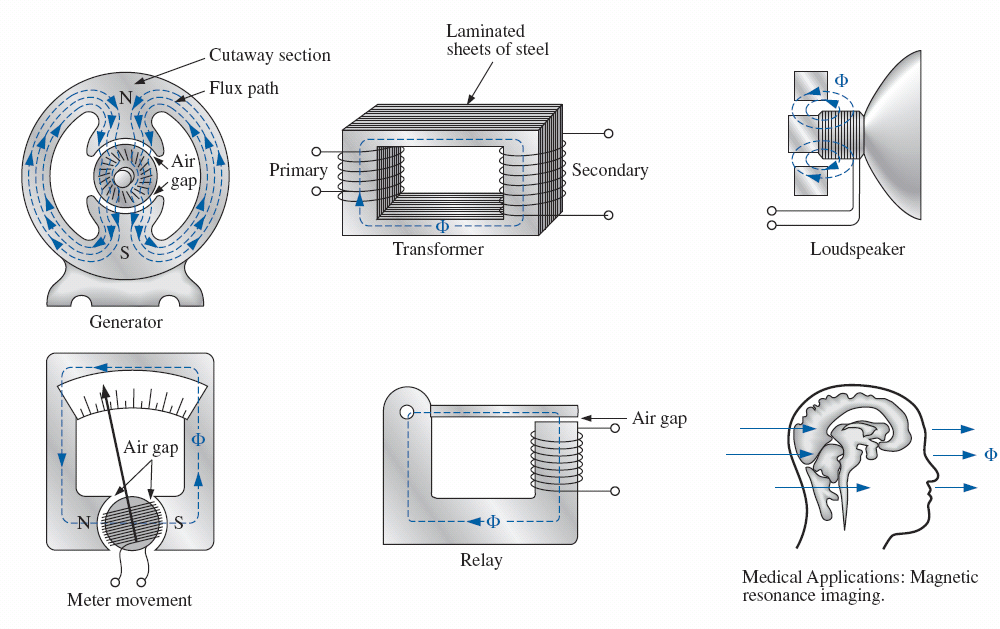 Cutaway section
Flux path
N
Air
gap
S
Generator
Laminated
sheets of steel
Primary
Secondary
Φ
Transformer
Φ
Loudspeaker
Air gap
Φ
N
S
Meter movement
Air gap
Φ
Relay
Φ
Medical Applications: Magnetic
resonance imaging.